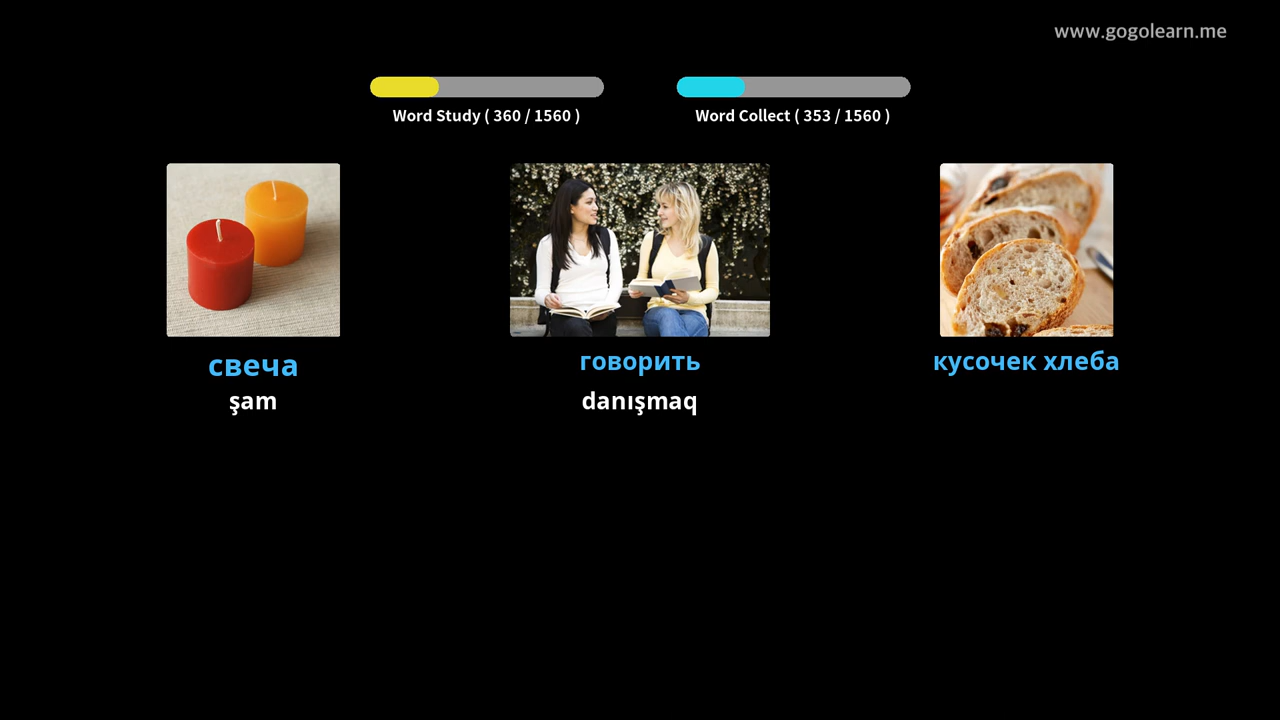 www.gogolearn.me
Word Study ( 360 / 1560 )
Word Collect ( 353 / 1560 )
свеча
говорить
кусочек хлеба
şam
danışmaq